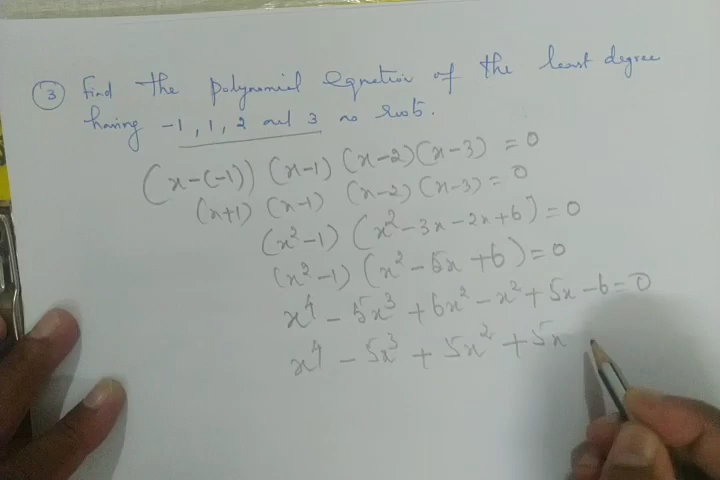 ③ Find the polynomial equation of the least degree
having -1, 1, 2 and 3 as roots.
(x-(-1)) (x-1) (x-2)(x-3) = 0
(x+1) (x-1) (x-2) (x-3) = 0
(x²-1) (x²-3x-2x+6) = 0
(x²-1) (x²-5x+6) = 0
x⁴ - 5x³ + 6x² - x² + 5x - 6 = 0
x⁴ - 5x³ + 5x² + 5x